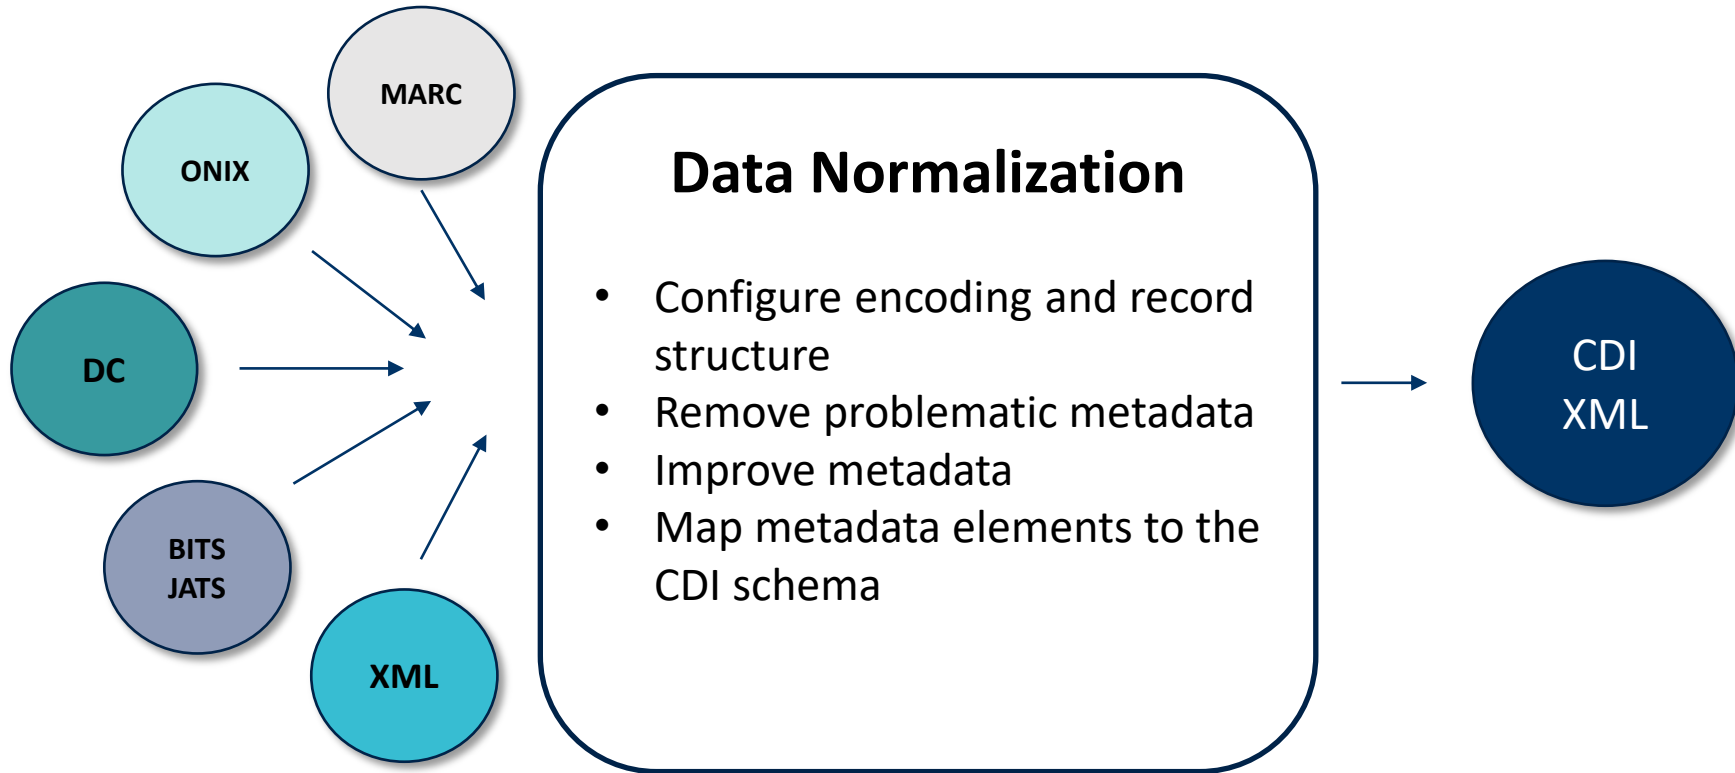 MARC
ONIX
DC
BITS
JATS
XML
Data Normalization
• Configure encoding and record
structure
• Remove problematic metadata
• Improve metadata
• Map metadata elements to the
CDI schema
CDI
XML